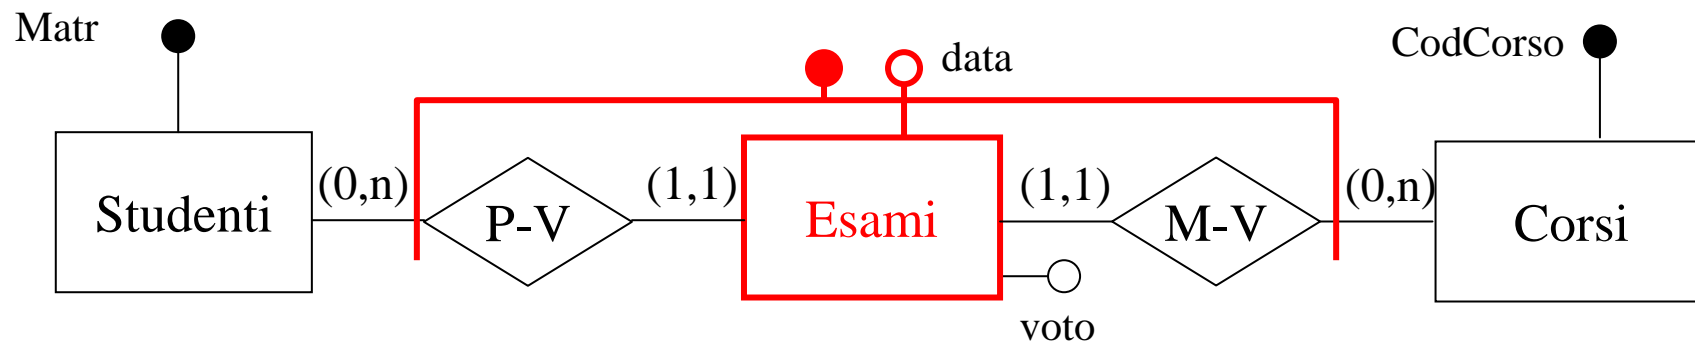 Matr
data
CodCorso
(0,n)
(1,1)
(1,1)
(0,n)
Studenti
P-V
Esami
M-V
Corsi
voto